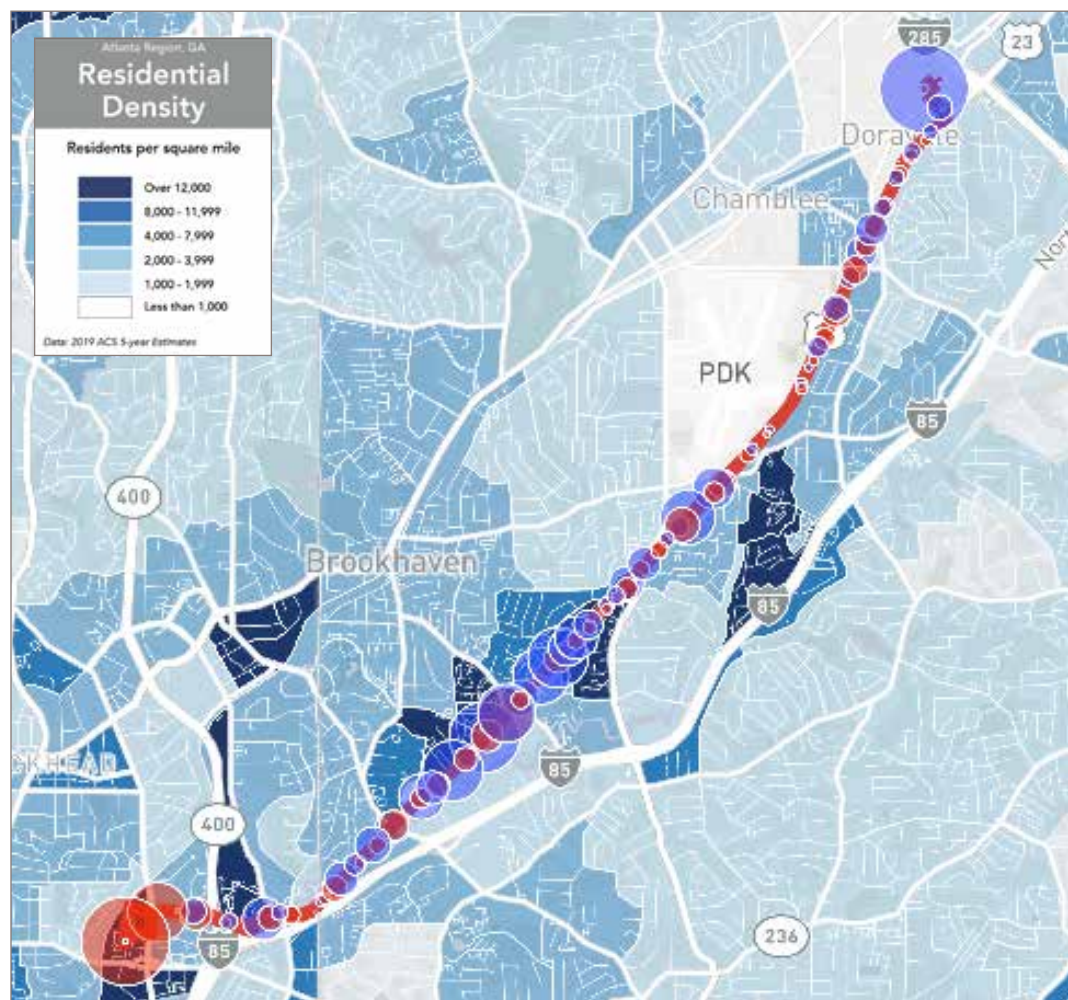 Atlanta Region, GA
Residential
Density
Residents per square mile
Over 12,000
8,000 - 11,999
4,000 - 7,999
2,000 - 3,999
1,000 - 1,999
Less than 1,000
Data: 2019 ACS 5-year Estimates
285
23
Doraville
Chamblee
PDK
85
400
Brookhaven
85
CKHEAD
85
400
85
236